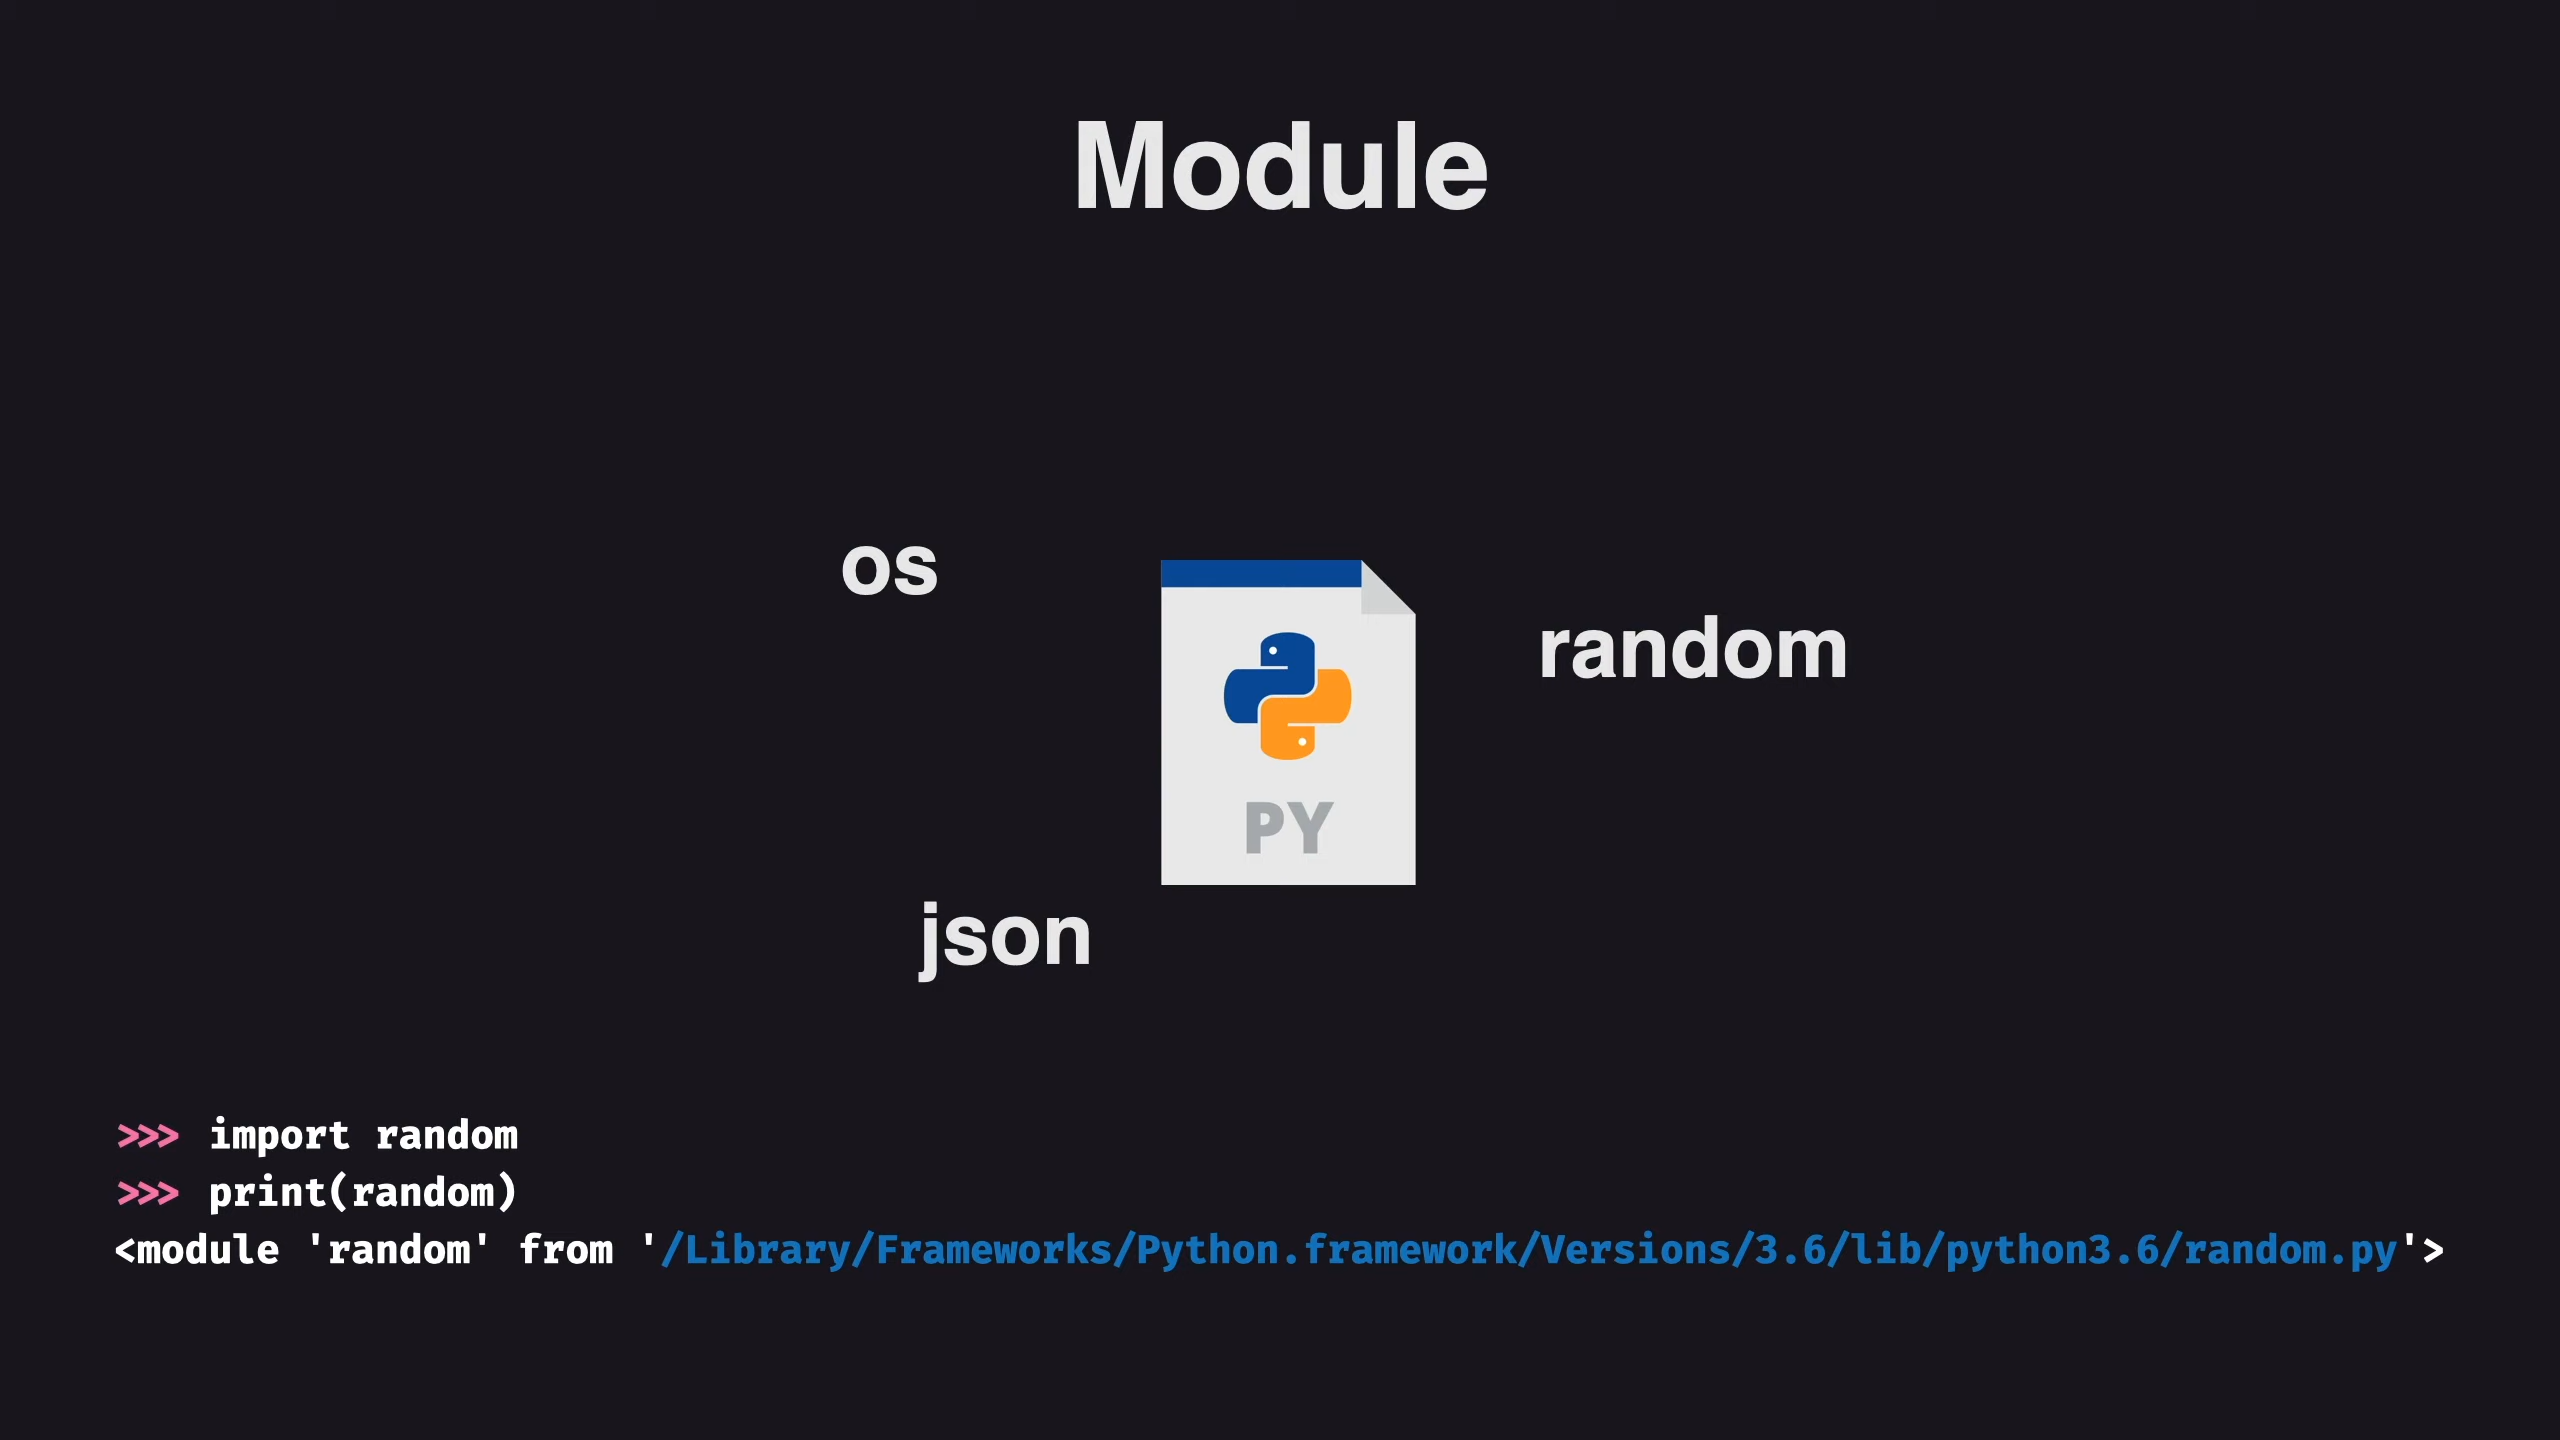 Module
os
random
PY
json
>>> import random
>>> print(random)
<module 'random' from '/Library/Frameworks/Python.framework/Versions/3.6/lib/python3.6/random.py'>